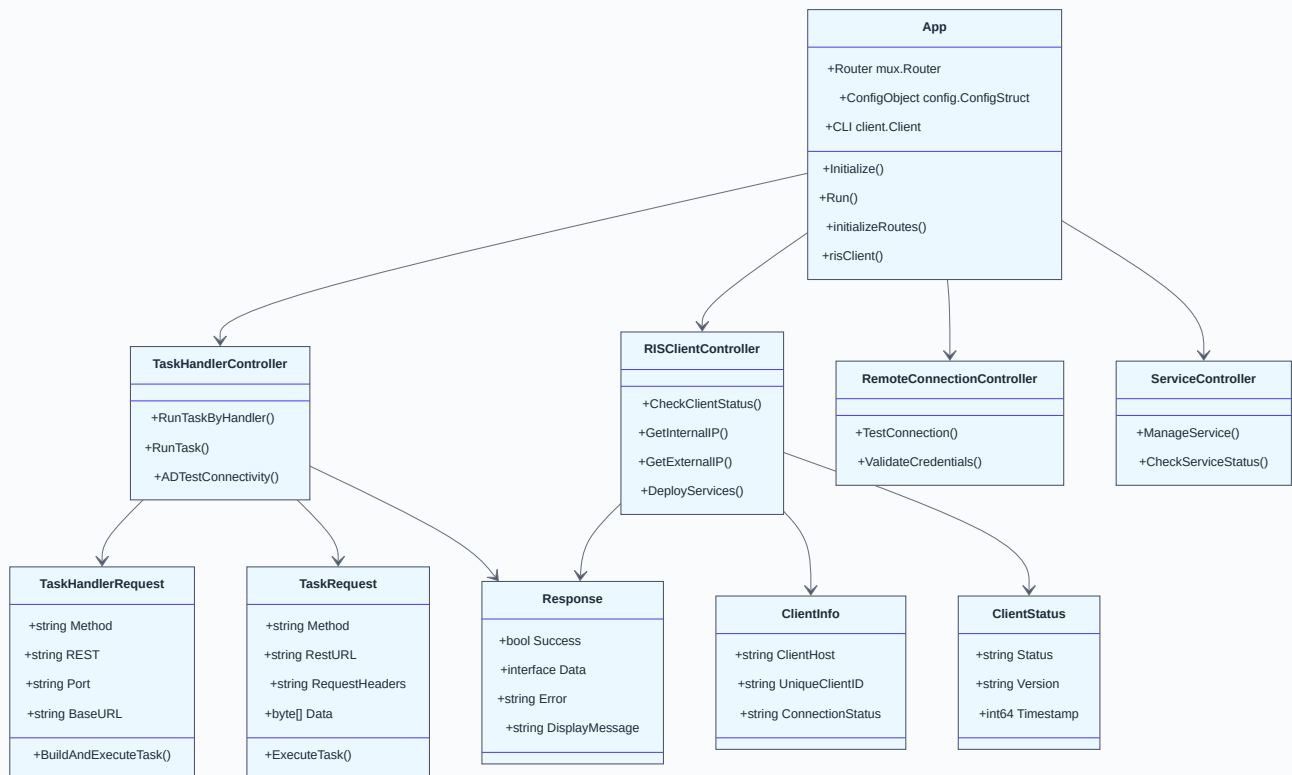 App
+Router mux.Router
+ConfigObject config.ConfigStruct
+CLI client.Client
+Initialize()
+Run()
+initializeRoutes()
+risClient()
TaskHandlerController
+RunTaskByHandler()
+RunTask()
+ADTestConnectivity()
RISClientController
+CheckClientStatus()
+GetInternalIP()
+GetExternalIP()
+DeployServices()
RemoteConnectionController
+TestConnection()
+ValidateCredentials()
ServiceController
+ManageService()
+CheckServiceStatus()
TaskHandlerRequest
+string Method
+string REST
+string Port
+string BaseURL
+BuildAndExecuteTask()
TaskRequest
+string Method
+string RestURL
+string RequestHeaders
+byte[] Data
+ExecuteTask()
Response
+bool Success
+interface Data
+string Error
+string DisplayMessage
ClientInfo
+string ClientHost
+string UniqueClientID
+string ConnectionStatus
ClientStatus
+string Status
+string Version
+int64 Timestamp